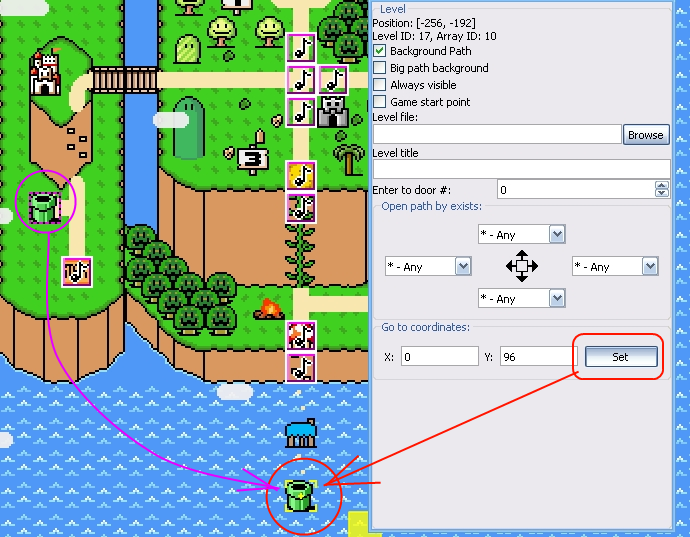 Level
Position: [-256, -192]
Level ID: 17, Array ID: 10
Background Path
Big path background
Always visible
Game start point
Level file:
Browse
Level title
Enter to door #:
0
Open path by exists:
* - Any
* - Any
* - Any
* - Any
Go to coordinates:
X: 0 Y: 96 Set
3